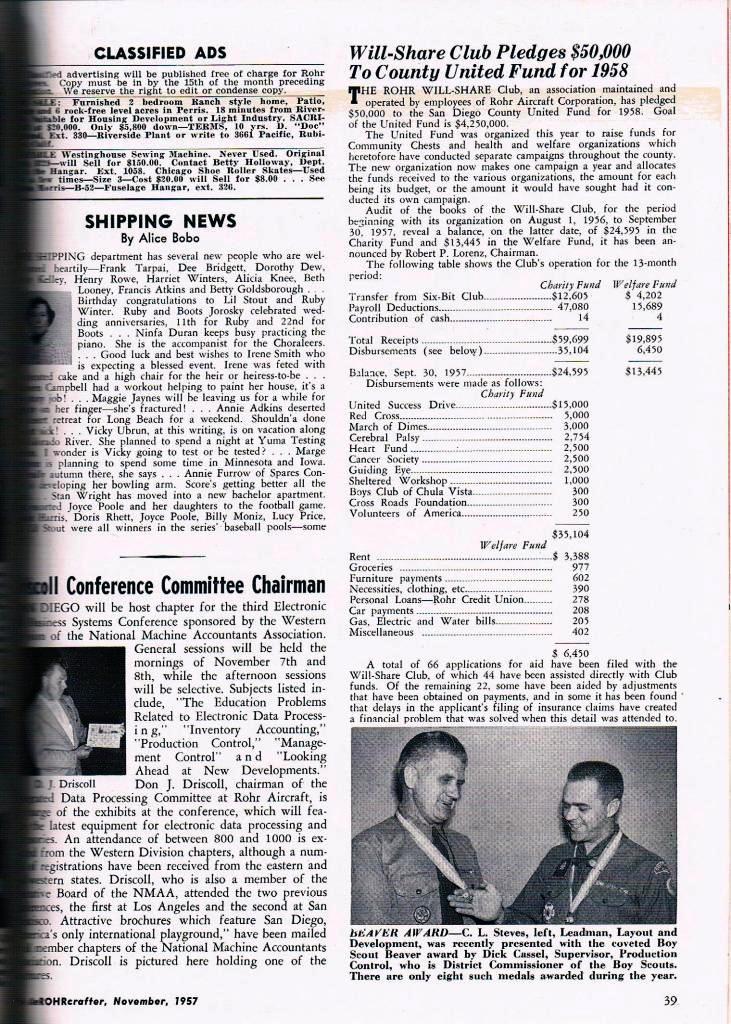 CLASSIFIED ADS
advertising will be published free of charge for Rohr
Copy must be in by the 15th of the month preceding
We reserve the right to edit or condense copy.
Furnished 2 bedroom Ranch style home, Patio,
6 rock-free level acres in Perris. 18 minutes from River-
for Housing Development or Light Industry. SACRI-
$20,000. Only $5,800 down—TERMS, 10 yrs. D. "Doc"
Ext. 330—Riverside Plant or write to 3661 Pacific, Rubi-
Westinghouse Sewing Machine. Never Used. Original
will Sell for $150.00. Contact Betty Holloway, Dept.
Hangar. Ext. 1058. Chicago Shoe Roller Skates—Used
times—Size 3—Cost $20.00 will Sell for $8.00 . . . See
B-52—Fuselage Hangar, ext. 326.
SHIPPING NEWS
By Alice Bobo
SHIPPING department has several new people who are wel-
heartily—Frank Tarpai, Dee Bridgett, Dorothy Dew,
Kelley, Henry Rowe, Harriet Winters, Alicia Knee, Beth
Looney, Francis Atkins and Betty Goldsborough . . .
Birthday congratulations to Lil Stout and Ruby
Winter. Ruby and Boots Jorosky celebrated wed-
ding anniversaries, 11th for Ruby and 22nd for
Boots . . . Ninfa Duran keeps busy practicing the
piano. She is the accompanist for the Choraleers.
. . . Good luck and best wishes to Irene Smith who
is expecting a blessed event. Irene was feted with
cake and a high chair for the heir or heiress-to-be . . .
Campbell had a workout helping to paint her house, it's a
job! . . . Maggie Jaynes will be leaving us for a while for
on her finger—she's fractured! . . . Annie Adkins deserted
retreat for Long Beach for a weekend. Shouldn'a done
. . . Vicky Ubrun, at this writing, is on vacation along
River. She planned to spend a night at Yuma Testing
I wonder is Vicky going to test or be tested? . . . Marge
is planning to spend some time in Minnesota and Iowa.
autumn there, she says . . . Annie Furrow of Spares Con-
developing her bowling arm. Score's getting better all the
Stan Wright has moved into a new bachelor apartment.
Joyce Poole and her daughters to the football game.
Harris, Doris Rhett, Joyce Poole, Billy Moniz, Lucy Price,
Stout were all winners in the series' baseball pools—some
Conference Committee Chairman
DIEGO will be host chapter for the third Electronic
Systems Conference sponsored by the Western
of the National Machine Accountants Association.
General sessions will be held the
mornings of November 7th and
8th, while the afternoon sessions
will be selective. Subjects listed in-
clude, "The Education Problems
Related to Electronic Data Process-
ing," "Inventory Accounting,"
"Production Control," "Manage-
ment Control" and "Looking
Ahead at New Developments."
J. Driscoll
Don J. Driscoll, chairman of the
Data Processing Committee at Rohr Aircraft, is
of the exhibits at the conference, which will fea-
latest equipment for electronic data processing and
An attendance of between 800 and 1000 is ex-
from the Western Division chapters, although a num-
registrations have been received from the eastern and
states. Driscoll, who is also a member of the
Board of the NMAA, attended the two previous
the first at Los Angeles and the second at San
Attractive brochures which feature San Diego,
only international playground," have been mailed
member chapters of the National Machine Accountants
Driscoll is pictured here holding one of the
ROHRcrafter, November, 1957
Will-Share Club Pledges $50,000
To County United Fund for 1958
THE ROHR WILL-SHARE Club, an association maintained and
operated by employees of Rohr Aircraft Corporation, has pledged
$50,000 to the San Diego County United Fund for 1958. Goal
of the United Fund is $4,250,000.
The United Fund was organized this year to raise funds for
Community Chests and health and welfare organizations which
heretofore have conducted separate campaigns throughout the county.
The new organization now makes one campaign a year and allocates
the funds received to the various organizations, the amount for each
being its budget, or the amount it would have sought had it con-
ducted its own campaign.
Audit of the books of the Will-Share Club, for the period
beginning with its organization on August 1, 1956, to September
30, 1957, reveal a balance, on the latter date, of $24,595 in the
Charity Fund and $13,445 in the Welfare Fund, it has been an-
nounced by Robert P. Lorenz, Chairman.
The following table shows the Club's operation for the 13-month
period:
Charity Fund Welfare Fund
Transfer from Six-Bit Club $12,605 $ 4,202
Payroll Deductions 47,080 15,689
Contribution of cash 14 4
Total Receipts $59,699 $19,895
Disbursements (see below) 35,104 6,450
Balance, Sept. 30, 1957 $24,595 $13,445
Disbursements were made as follows:
Charity Fund
United Success Drive $15,000
Red Cross 5,000
March of Dimes 3,000
Cerebral Palsy 2,754
Heart Fund 2,500
Cancer Society 2,500
Guiding Eye 2,500
Sheltered Workshop 1,000
Boys Club of Chula Vista 300
Cross Roads Foundation 300
Volunteers of America 250
$35,104
Welfare Fund
Rent $ 3,388
Groceries 977
Furniture payments 602
Necessities, clothing, etc. 390
Personal Loans—Rohr Credit Union 278
Car payments 208
Gas, Electric and Water bills 205
Miscellaneous 402
$ 6,450
A total of 66 applications for aid have been filed with the
Will-Share Club, of which 44 have been assisted directly with Club
funds. Of the remaining 22, some have been aided by adjustments
that have been obtained on payments, and in some it has been found
that delays in the applicant's filing of insurance claims have created
a financial problem that was solved when this detail was attended to.
BEAVER AWARD—C. L. Steves, left, Leadman, Layout and
Development, was recently presented with the coveted Boy
Scout Beaver award by Dick Cassel, Supervisor, Production
Control, who is District Commissioner of the Boy Scouts.
There are only eight such medals awarded during the year.
39